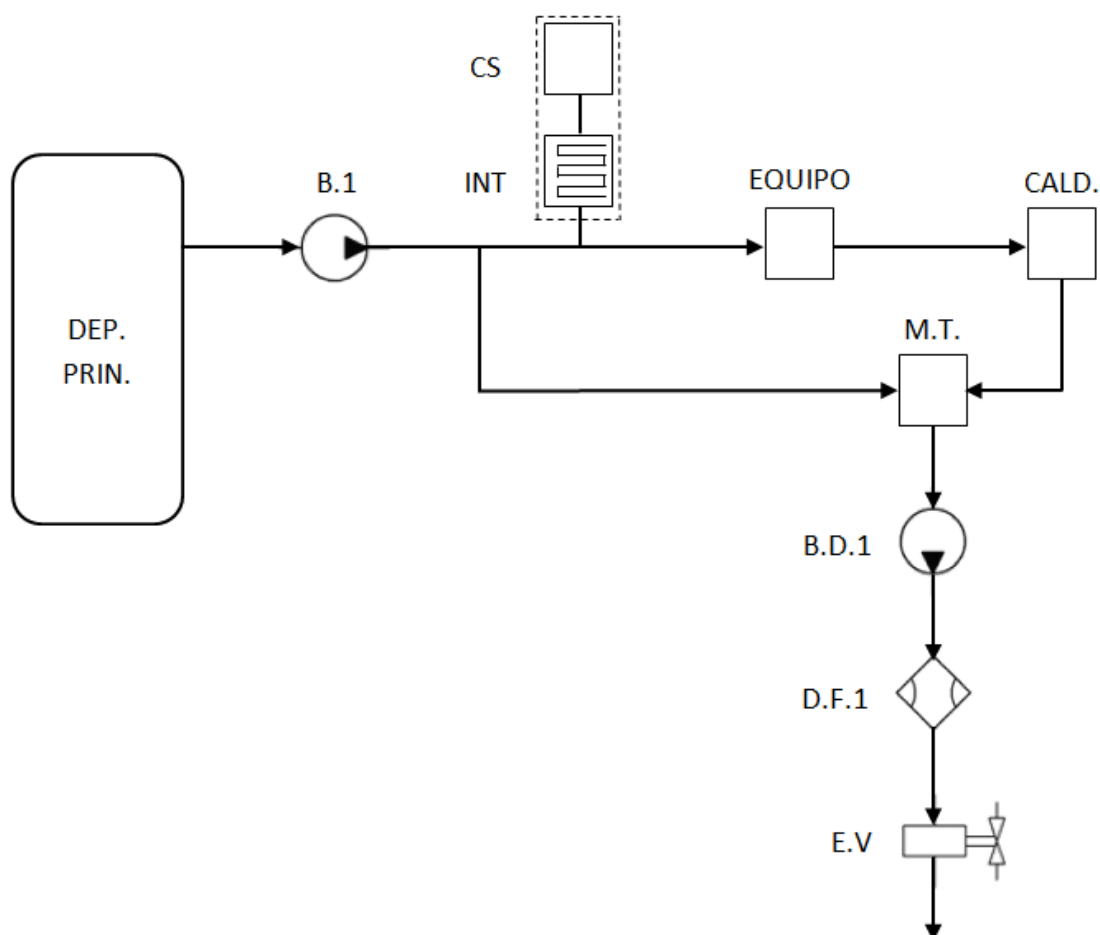 CS
B.1
INT
EQUIPO
CALD.
DEP.
PRIN.
M.T.
B.D.1
D.F.1
E.V